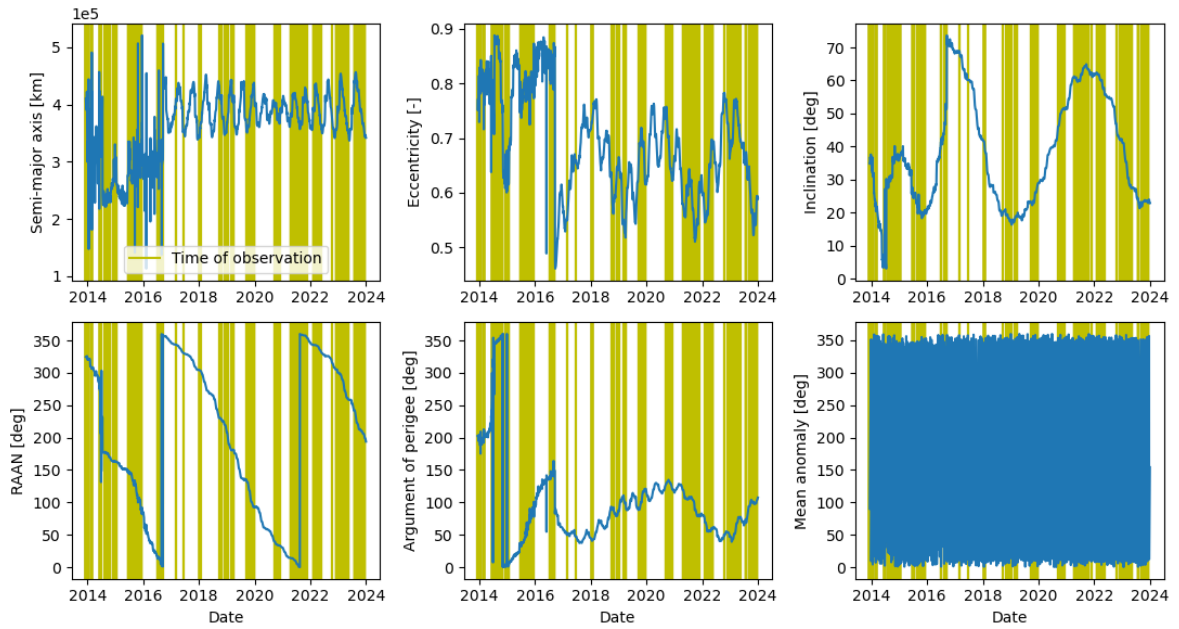 1e5
Semi-major axis [km]
5
4
3
2
1
2014 2016 2018 2020 2022 2024
Time of observation
Eccentricity [-]
0.9
0.8
0.7
0.6
0.5
2014 2016 2018 2020 2022 2024
Inclination [deg]
70
60
50
40
30
20
10
0
2014 2016 2018 2020 2022 2024
RAAN [deg]
350
300
250
200
150
100
50
0
2014 2016 2018 2020 2022 2024
Date
Argument of perigee [deg]
350
300
250
200
150
100
50
0
2014 2016 2018 2020 2022 2024
Date
Mean anomaly [deg]
350
300
250
200
150
100
50
0
2014 2016 2018 2020 2022 2024
Date